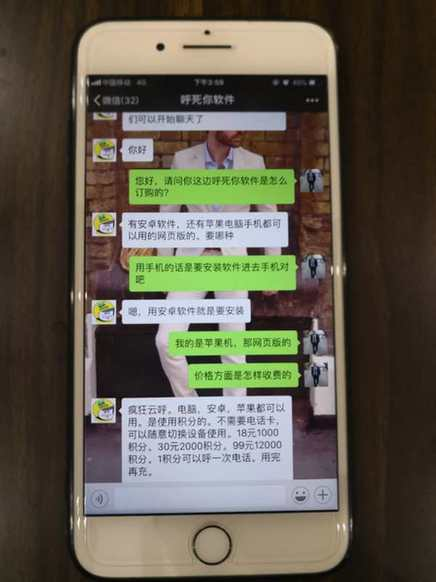 中国移动 4G 下午2:59 46%
微信(32) 呼死你软件
们可以开始聊天了
你好
您好，请问你这边呼死你软件是怎么
订购的?
有安卓软件，还有苹果电脑手机都可
以用的网页版的，要哪种
用手机的话是要安装软件进去手机对
吧
嗯，用安卓软件就是要安装
我的是苹果机，那网页版的
价格方面是怎样收费的
疯狂云呼。电脑，安卓，苹果都可以
用。是使用积分的。不需要电话卡，
可以随意切换设备使用。18元1000
积分，30元2000积分。99元12000
积分。1积分可以呼一次电话。用完
再充。